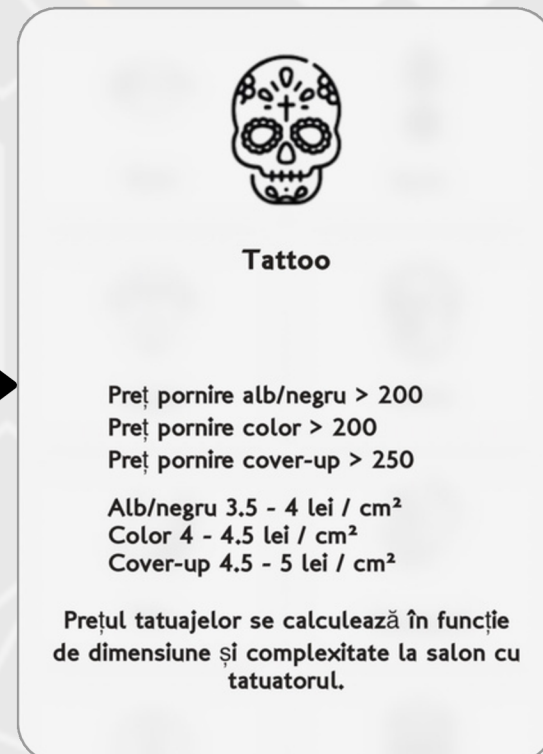 Tattoo
Preț pornire alb/negru > 200
Preț pornire color > 200
Preț pornire cover-up > 250
Alb/negru 3.5 - 4 lei / cm²
Color 4 - 4.5 lei / cm²
Cover-up 4.5 - 5 lei / cm²
Prețul tatuajelor se calculează în funcție
de dimensiune și complexitate la salon cu
tatuatorul.